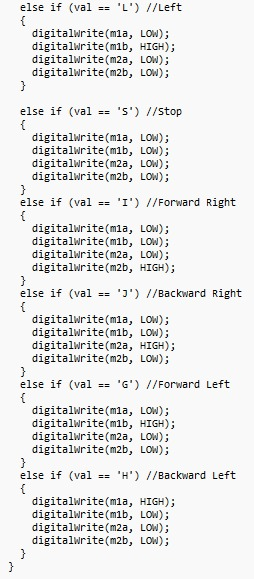 else if (val == 'L') //Left
{
digitalWrite(m1a, LOW);
digitalWrite(m1b, HIGH);
digitalWrite(m2a, LOW);
digitalWrite(m2b, LOW);
}
else if (val == 'S') //Stop
{
digitalWrite(m1a, LOW);
digitalWrite(m1b, LOW);
digitalWrite(m2a, LOW);
digitalWrite(m2b, LOW);
}
else if (val == 'I') //Forward Right
{
digitalWrite(m1a, LOW);
digitalWrite(m1b, LOW);
digitalWrite(m2a, LOW);
digitalWrite(m2b, HIGH);
}
else if (val == 'J') //Backward Right
{
digitalWrite(m1a, LOW);
digitalWrite(m1b, LOW);
digitalWrite(m2a, HIGH);
digitalWrite(m2b, LOW);
}
else if (val == 'G') //Forward Left
{
digitalWrite(m1a, LOW);
digitalWrite(m1b, HIGH);
digitalWrite(m2a, LOW);
digitalWrite(m2b, LOW);
}
else if (val == 'H') //Backward Left
{
digitalWrite(m1a, HIGH);
digitalWrite(m1b, LOW);
digitalWrite(m2a, LOW);
digitalWrite(m2b, LOW);
}
}